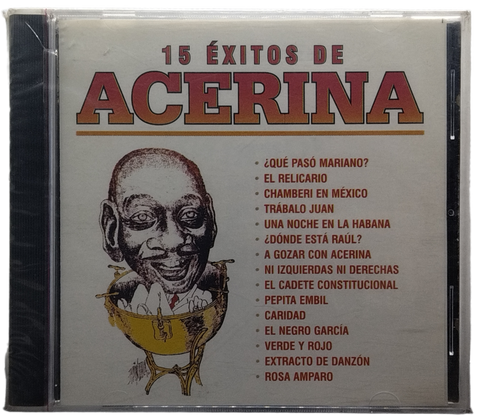 15 ÉXITOS DE
ACERINA
• ¿QUÉ PASÓ MARIANO?
• EL RELICARIO
• CHAMBERI EN MÉXICO
• TRÁBALO JUAN
• UNA NOCHE EN LA HABANA
• ¿DÓNDE ESTÁ RAÚL?
• A GOZAR CON ACERINA
• NI IZQUIERDAS NI DERECHAS
• EL CADETE CONSTITUCIONAL
• PEPITA EMBIL
• CARIDAD
• EL NEGRO GARCÍA
• VERDE Y ROJO
• EXTRACTO DE DANZÓN
• ROSA AMPARO